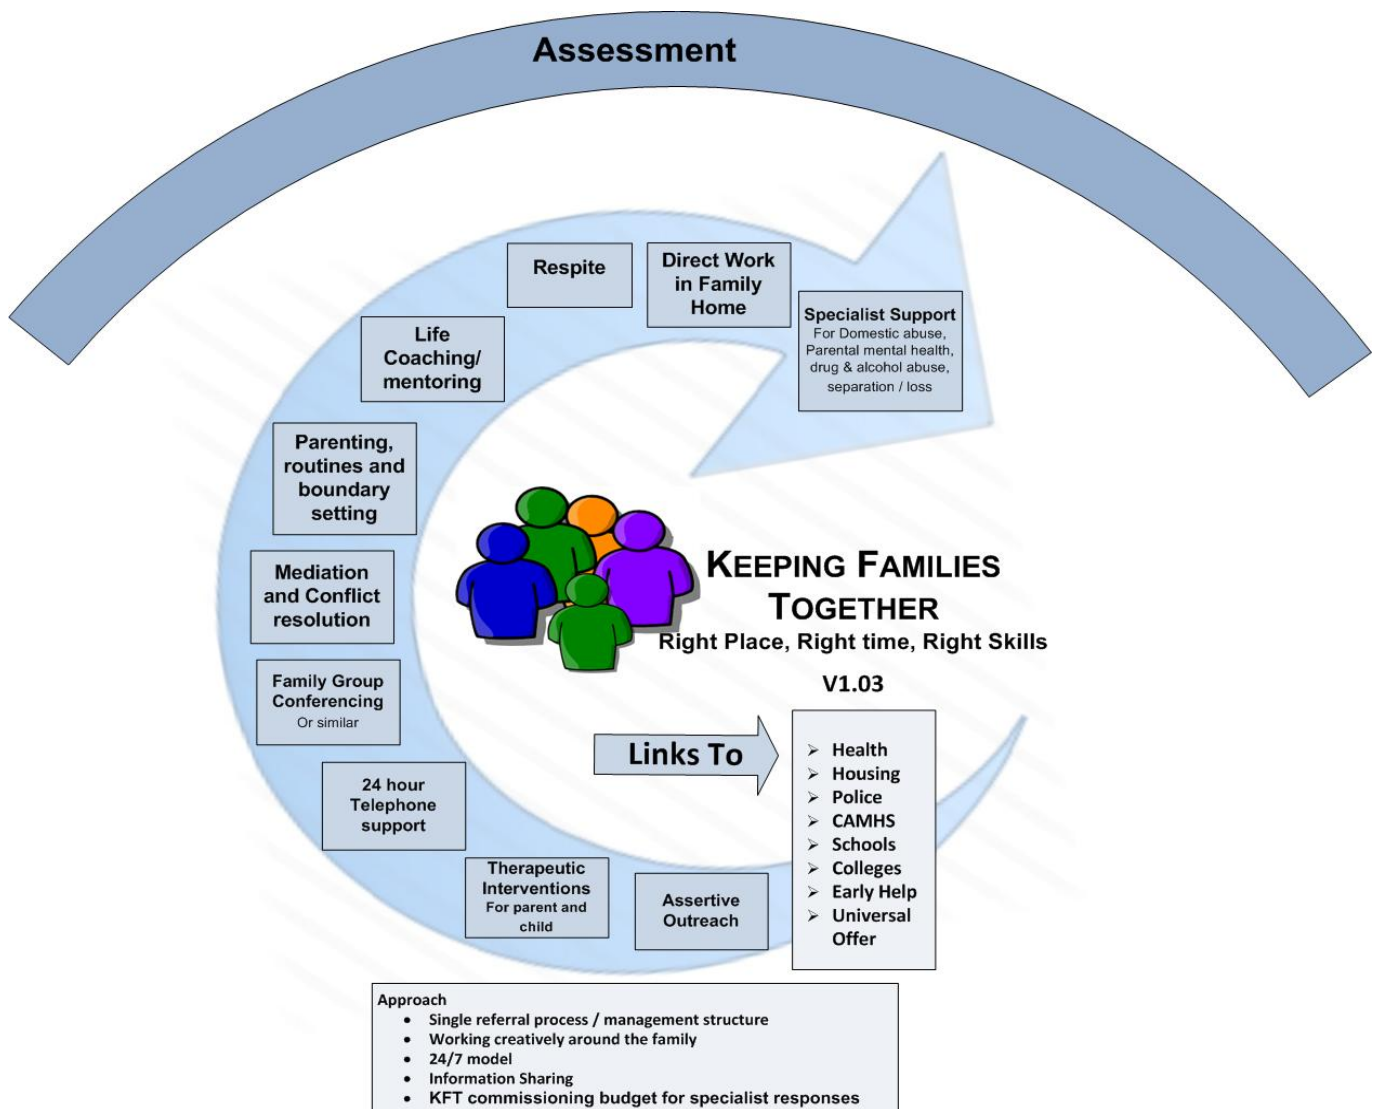 Assessment
Respite
Direct Work
in Family
Home
Specialist Support
For Domestic abuse,
Parental mental health,
drug & alcohol abuse,
separation / loss
Life
Coaching/
mentoring
Parenting,
routines and
boundary
setting
Mediation
and Conflict
resolution
Family Group
Conferencing
Or similar
24 hour
Telephone
support
Therapeutic
Interventions
For parent and
child
Assertive
Outreach
KEEPING FAMILIES
TOGETHER
Right Place, Right time, Right Skills
V1.03
Links To
➢ Health
➢ Housing
➢ Police
➢ CAMHS
➢ Schools
➢ Colleges
➢ Early Help
➢ Universal
Offer
Approach
• Single referral process / management structure
• Working creatively around the family
• 24/7 model
• Information Sharing
• KFT commissioning budget for specialist responses